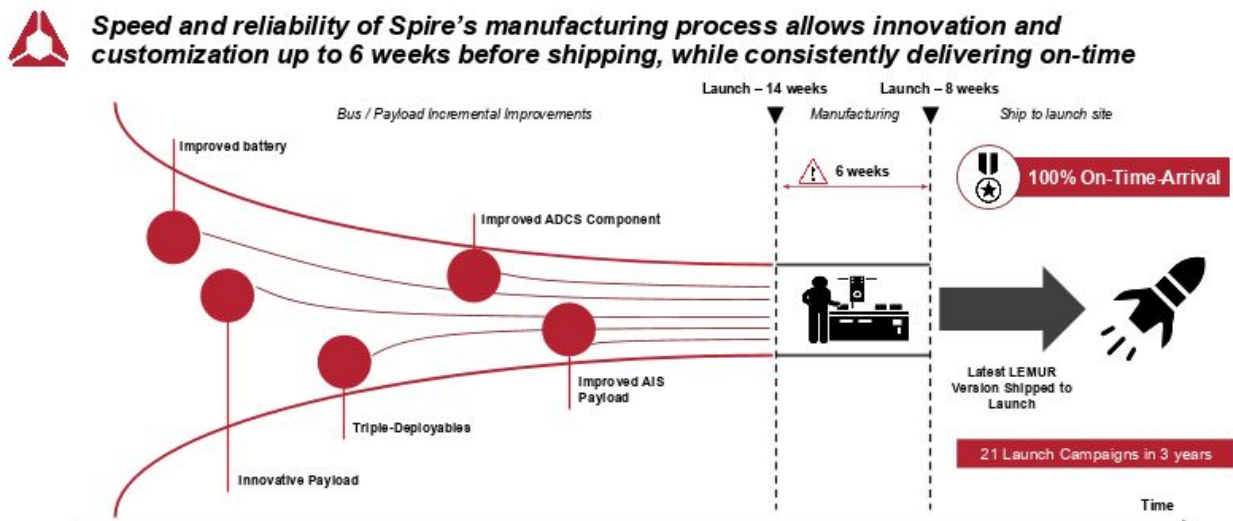 Speed and reliability of Spire's manufacturing process allows innovation and
customization up to 6 weeks before shipping, while consistently delivering on-time
Launch – 14 weeks
Launch – 8 weeks
Bus / Payload Incremental Improvements
Manufacturing
Ship to launch site
Improved battery
6 weeks
100% On-Time-Arrival
Improved ADCS Component
Improved AIS
Payload
Latest LEMUR
Version Shipped to
Launch
Triple-Deployables
21 Launch Campaigns in 3 years
Innovative Payload
Time